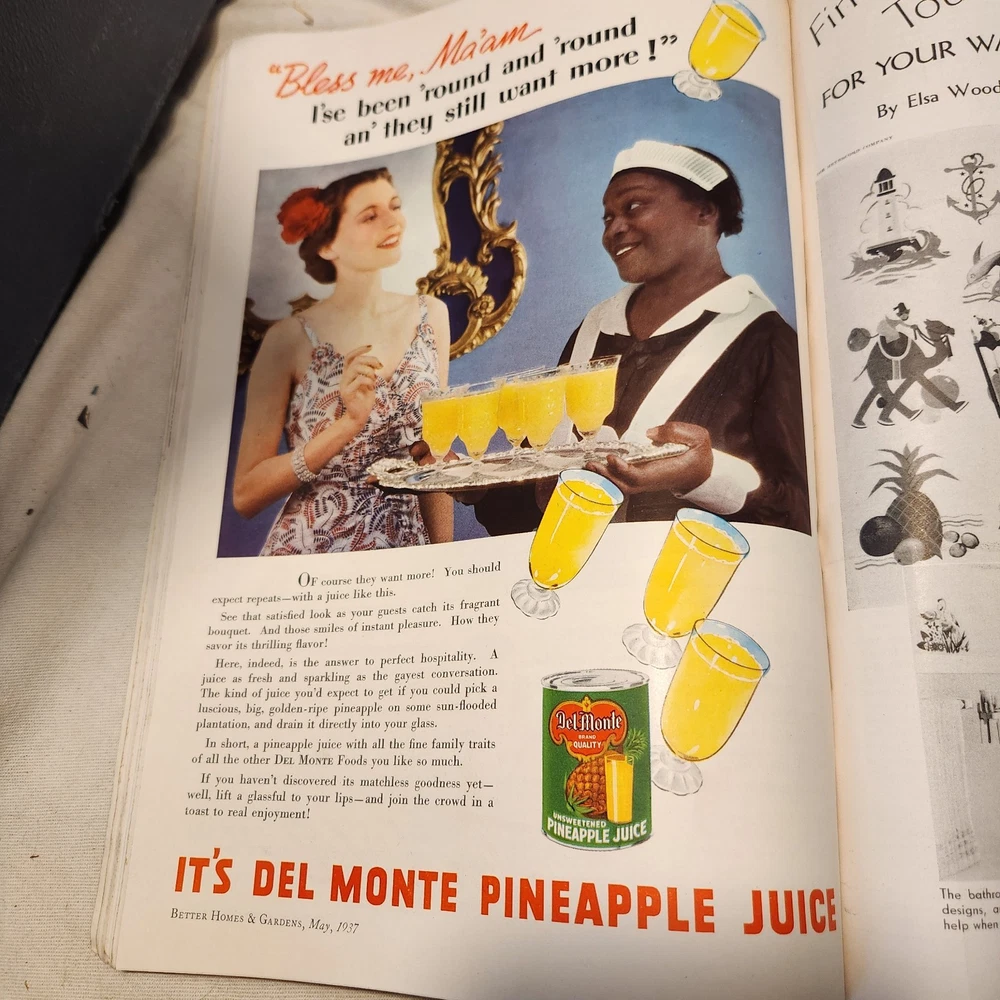 “Bless me, Ma'am
I'se been 'round and 'round
an' they still want more!”
OF course they want more! You should
expect repeats—with a juice like this.
See that satisfied look as your guests catch its fragrant
bouquet. And those smiles of instant pleasure. How they
savor its thrilling flavor!
Here, indeed, is the answer to perfect hospitality. A
juice as fresh and sparkling as the gayest conversation.
The kind of juice you'd expect to get if you could pick a
luscious, big, golden-ripe pineapple on some sun-flooded
plantation, and drain it directly into your glass.
In short, a pineapple juice with all the fine family traits
of all the other DEL MONTE Foods you like so much.
If you haven't discovered its matchless goodness yet—
well, lift a glassful to your lips—and join the crowd in a
toast to real enjoyment!
Del Monte
BRAND
QUALITY
UNSWEETENED
PINEAPPLE JUICE
IT'S DEL MONTE PINEAPPLE JUICE
BETTER HOMES & GARDENS, May, 1937
FOR YOUR WA
By Elsa Wood
The bathro
designs, a
help when